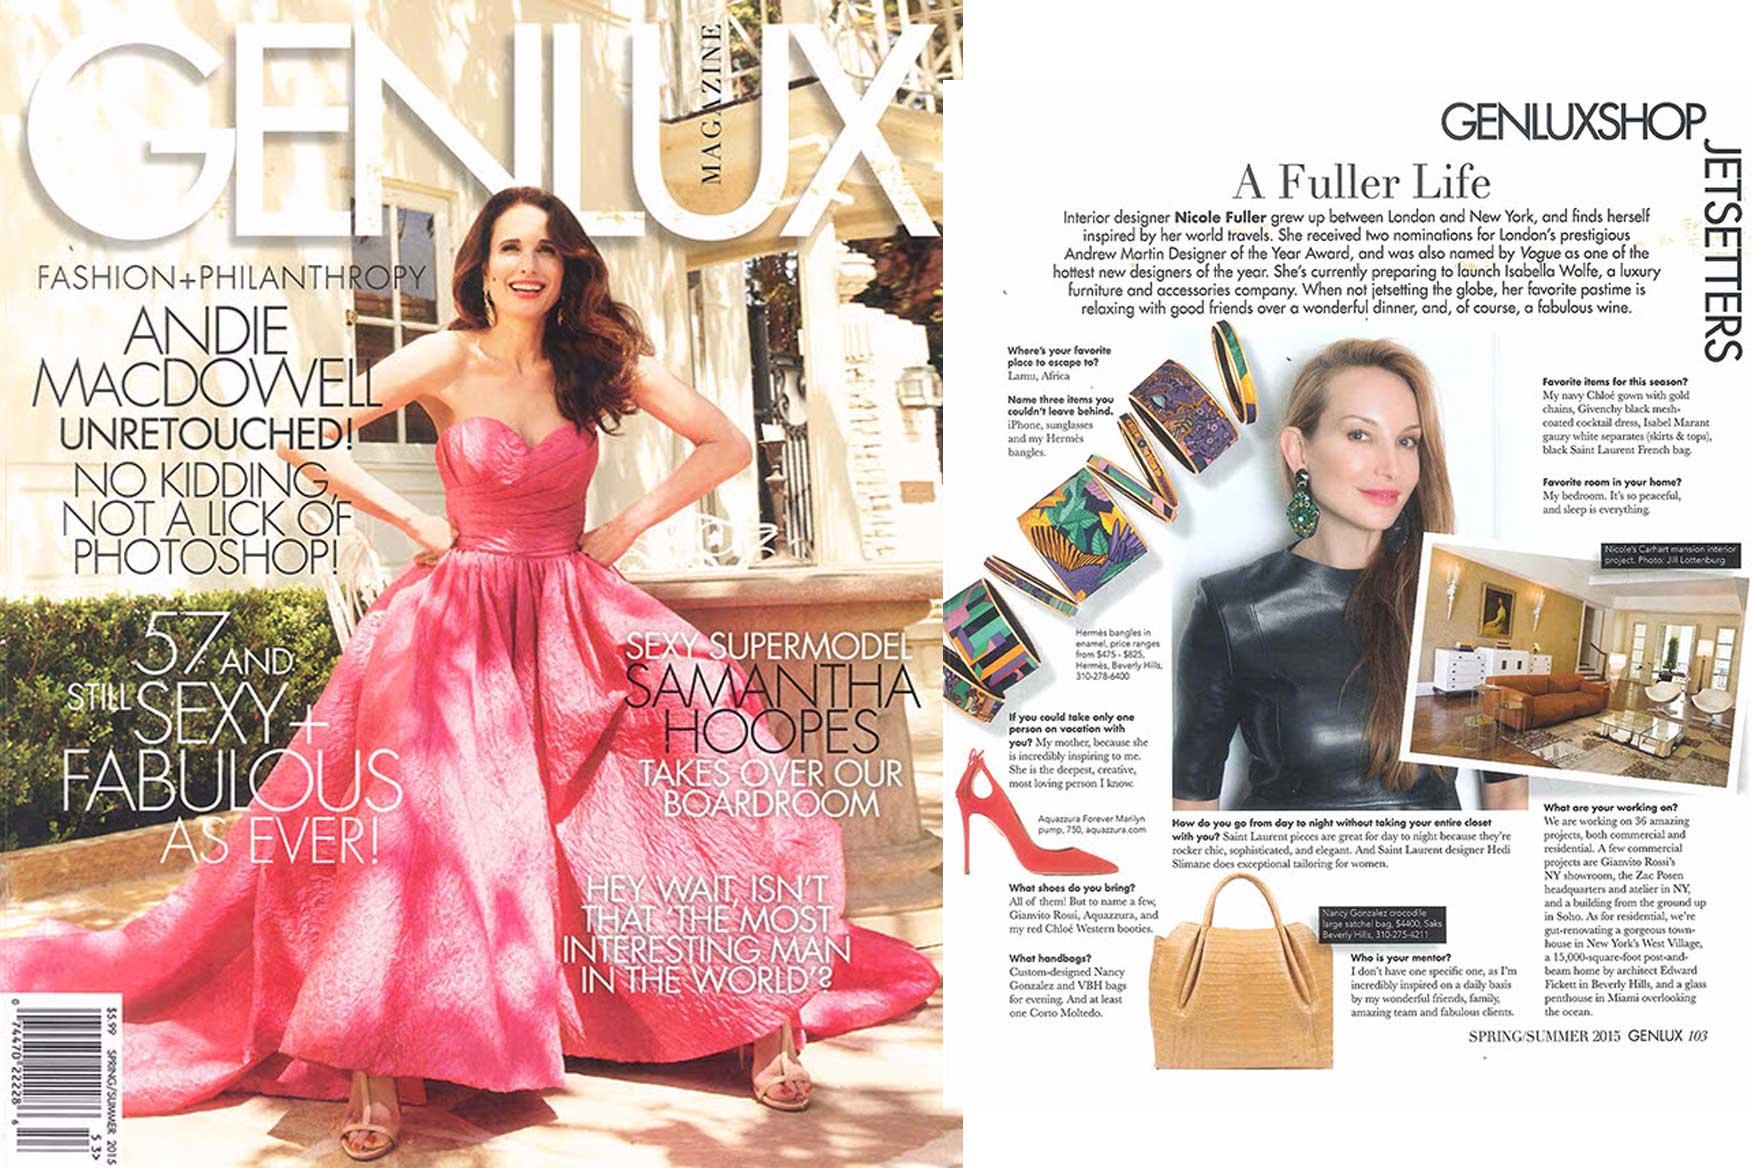 GENLUX
MAGAZINE
FASHION+PHILANTHROPY
ANDIE
MACDOWELL
UNRETOUCHED!
NO KIDDING,
NOT A LICK OF
PHOTOSHOP!
57 AND
STILL SEXY+
FABULOUS
AS EVER!
SEXY SUPERMODEL
SAMANTHA
HOOPES
TAKES OVER OUR
BOARDROOM
HEY WAIT, ISN'T
THAT 'THE MOST
INTERESTING MAN
IN THE WORLD'?
$5.99 SPRING/SUMMER 2015
0 74470 22228 6
53>
GENLUXSHOP
JETSETTERS
A Fuller Life
Interior designer Nicole Fuller grew up between London and New York, and finds herself
inspired by her world travels. She received two nominations for London's prestigious
Andrew Martin Designer of the Year Award, and was also named by Vogue as one of the
hottest new designers of the year. She's currently preparing to launch Isabella Wolfe, a luxury
furniture and accessories company. When not jetsetting the globe, her favorite pastime is
relaxing with good friends over a wonderful dinner, and, of course, a fabulous wine.
Where's your favorite
place to escape to?
Lamu, Africa
Name three items you
couldn't leave behind.
iPhone, sunglasses
and my Hermès
bangles.
Hermès bangles in
enamel, price ranges
from $475 - $825,
Hermès, Beverly Hills,
310-278-6400
If you could take only one
person on vacation with
you? My mother, because she
is incredibly inspiring to me.
She is the deepest, creative,
most loving person I know.
Aquazzura Forever Marilyn
pump, 750, aquazzura.com
What shoes do you bring?
All of them! But to name a few,
Gianvito Rossi, Aquazzura, and
my red Chloé Western booties.
What handbags?
Custom-designed Nancy
Gonzalez and VBH bags
for evening. And at least
one Corto Moltedo.
How do you go from day to night without taking your entire closet
with you? Saint Laurent pieces are great for day to night because they're
rocker chic, sophisticated, and elegant. And Saint Laurent designer Hedi
Slimane does exceptional tailoring for women.
Nancy Gonzalez crocodile
large satchel bag, $4400, Saks
Beverly Hills, 310-275-4211
Who is your mentor?
I don't have one specific one, as I'm
incredibly inspired on a daily basis
by my wonderful friends, family,
amazing team and fabulous clients.
Favorite items for this season?
My navy Chloé gown with gold
chains, Givenchy black mesh-
coated cocktail dress, Isabel Marant
gauzy white separates (skirts & tops),
black Saint Laurent French bag.
Favorite room in your home?
My bedroom. It's so peaceful,
and sleep is everything.
Nicole's Carhart mansion interior
project. Photo: Jill Lottenburg
What are you working on?
We are working on 36 amazing
projects, both commercial and
residential. A few commercial
projects are Gianvito Rossi's
NY showroom, the Zac Posen
headquarters and atelier in NY,
and a building from the ground up
in Soho. As for residential, we're
gut-renovating a gorgeous town-
house in New York's West Village,
a 15,000-square-foot post-and-
beam home by architect Edward
Fickett in Beverly Hills, and a glass
penthouse in Miami overlooking
the ocean.
SPRING/SUMMER 2015 GENLUX 103